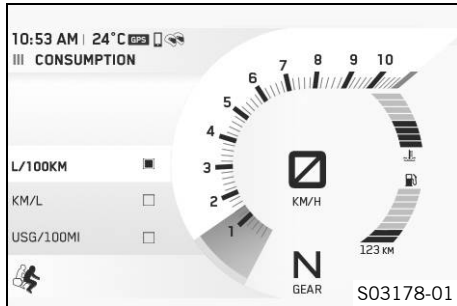 10:53 AM | 24°C GPS
III CONSUMPTION
L/100KM
KM/L
USG/100MI
1
2
3
4
5
6
7
8
9
10
0
KM/H
N
GEAR
123 KM
S03178-01